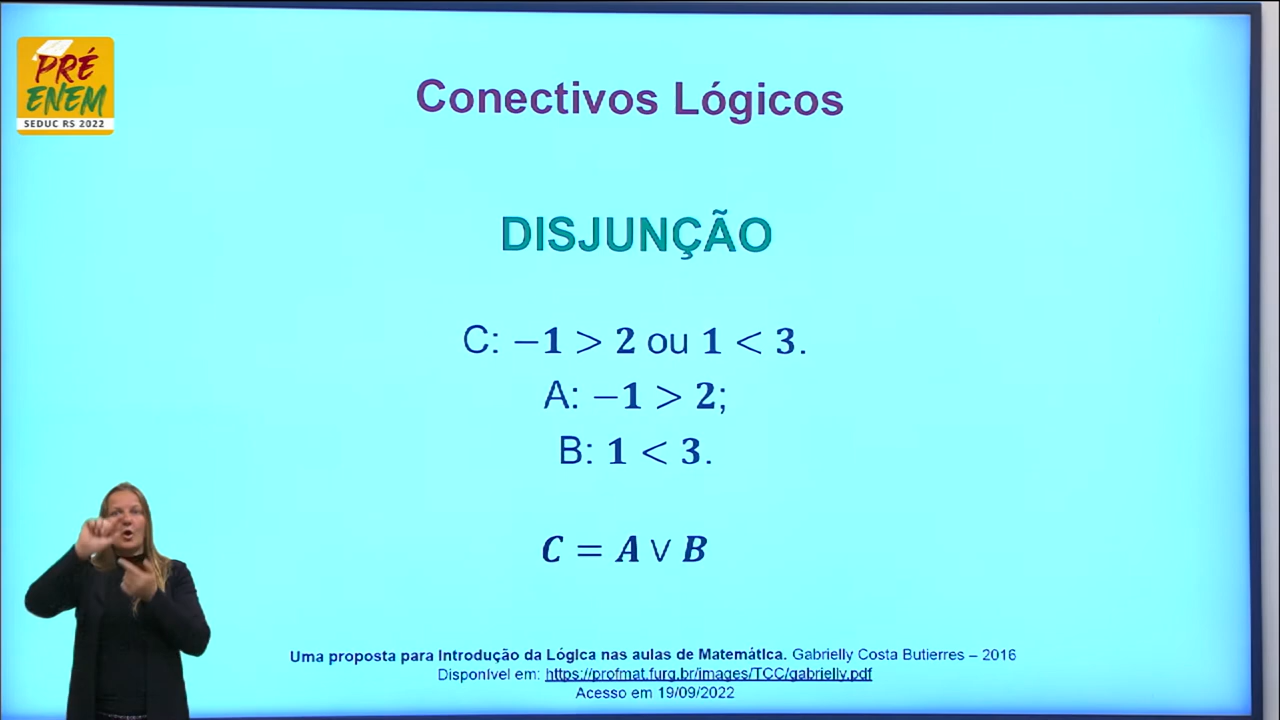 PRÉ
ENEM
SEDUC RS 2022
Conectivos Lógicos
DISJUNÇÃO
C: −1 > 2 ou 1 < 3.
A: −1 > 2;
B: 1 < 3.
C = A ∨ B
Uma proposta para Introdução da Lógica nas aulas de Matemática. Gabrielly Costa Butierres – 2016
Disponível em: https://profmat.furg.br/images/TCC/gabrielly.pdf
Acesso em 19/09/2022